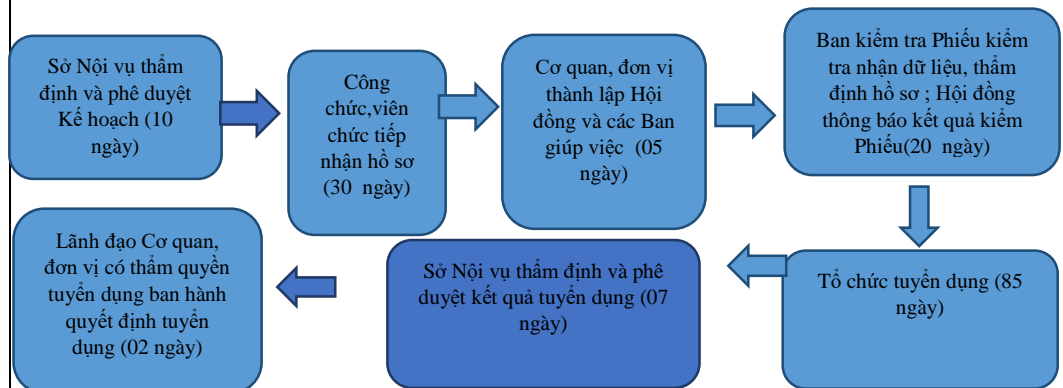 Sở Nội vụ thẩm
định và phê duyệt
Kế hoạch (10
ngày)
Công
chức,viên
chức tiếp
nhận hồ sơ
(30 ngày)
Cơ quan, đơn vị
thành lập Hội
đồng và các Ban
giúp việc (05
ngày)
Ban kiểm tra Phiếu kiểm
tra nhận dữ liệu, thẩm
định hồ sơ ; Hội đồng
thông báo kết quả kiểm
Phiếu(20 ngày)
Tổ chức tuyển dụng (85
ngày)
Sở Nội vụ thẩm định và phê
duyệt kết quả tuyển dụng (07
ngày)
Lãnh đạo Cơ quan,
đơn vị có thẩm quyền
tuyển dụng ban hành
quyết định tuyển
dụng (02 ngày)